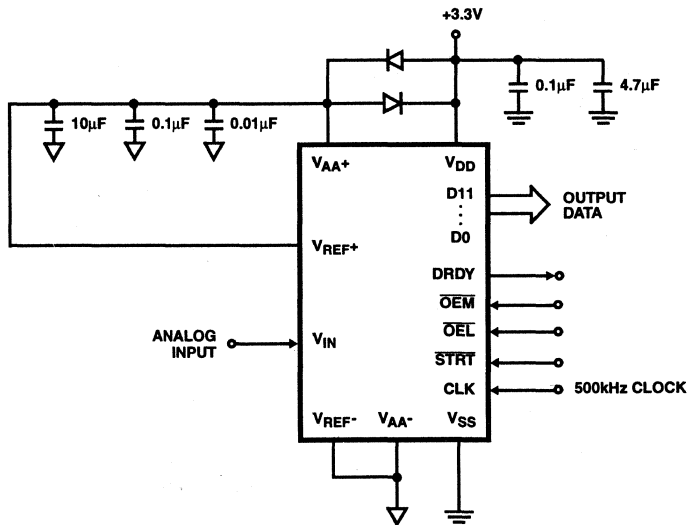 +3.3V
0.1µF
4.7µF
10µF
0.1µF
0.01µF
VAA+
VDD
D11
D0
OUTPUT
DATA
VREF+
DRDY
OEM
OEL
ANALOG
INPUT
VIN
STRT
CLK
500kHz CLOCK
VREF-
VAA-
VSS